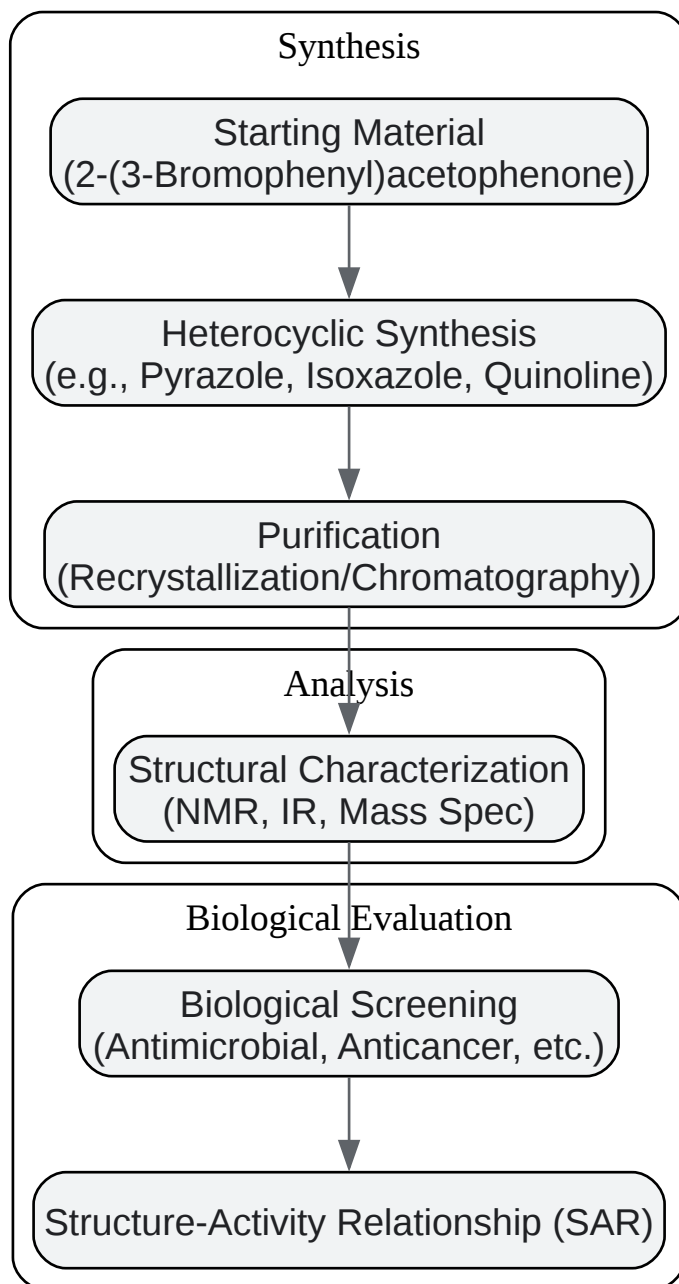 Synthesis
Starting Material
(2-(3-Bromophenyl)acetophenone)
Heterocyclic Synthesis
(e.g., Pyrazole, Isoxazole, Quinoline)
Purification
(Recrystallization/Chromatography)
Analysis
Structural Characterization
(NMR, IR, Mass Spec)
Biological Evaluation
Biological Screening
(Antimicrobial, Anticancer, etc.)
Structure-Activity Relationship (SAR)